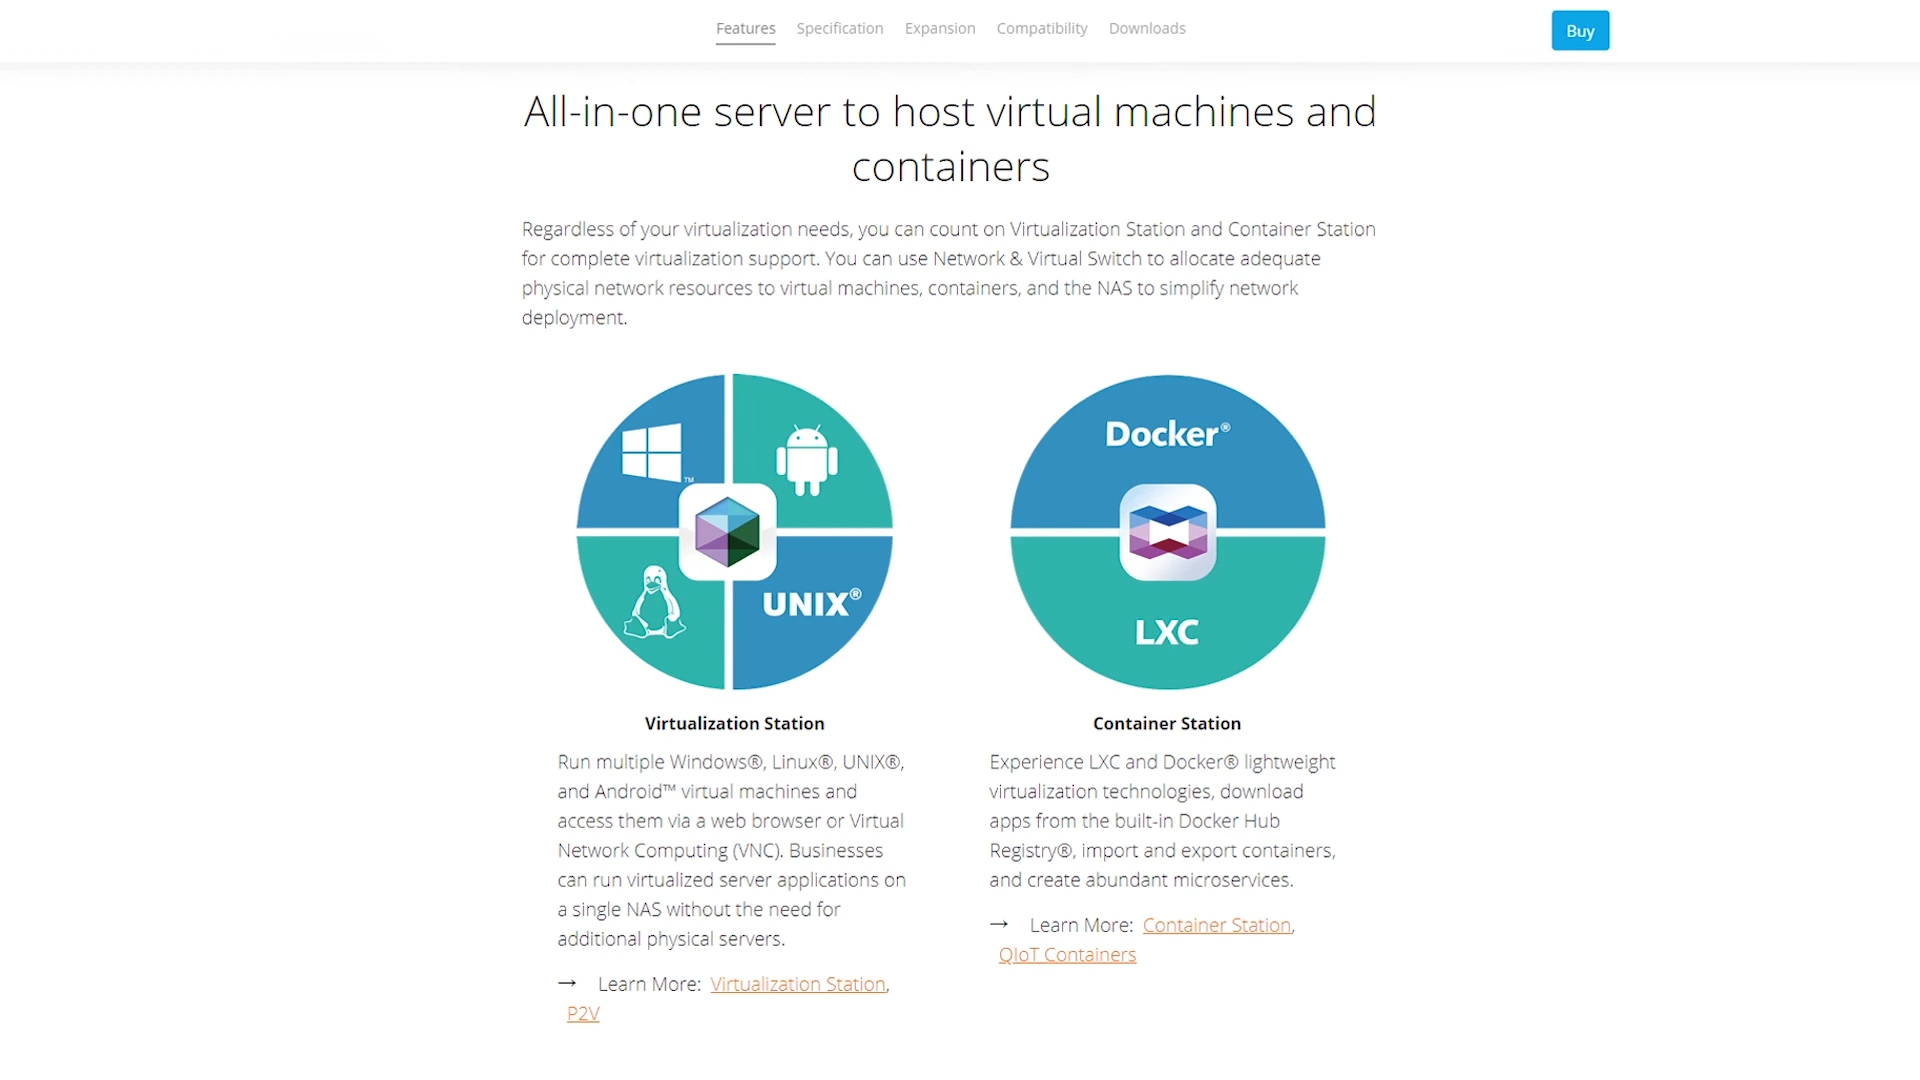 Features Specification Expansion Compatibility Downloads Buy
All-in-one server to host virtual machines and
containers
Regardless of your virtualization needs, you can count on Virtualization Station and Container Station
for complete virtualization support. You can use Network & Virtual Switch to allocate adequate
physical network resources to virtual machines, containers, and the NAS to simplify network
deployment.
TM
UNIX®
Docker®
LXC
Virtualization Station
Run multiple Windows®, Linux®, UNIX®,
and Android™ virtual machines and
access them via a web browser or Virtual
Network Computing (VNC). Businesses
can run virtualized server applications on
a single NAS without the need for
additional physical servers.
→ Learn More: Virtualization Station,
P2V
Container Station
Experience LXC and Docker® lightweight
virtualization technologies, download
apps from the built-in Docker Hub
Registry®, import and export containers,
and create abundant microservices.
→ Learn More: Container Station,
QIoT Containers